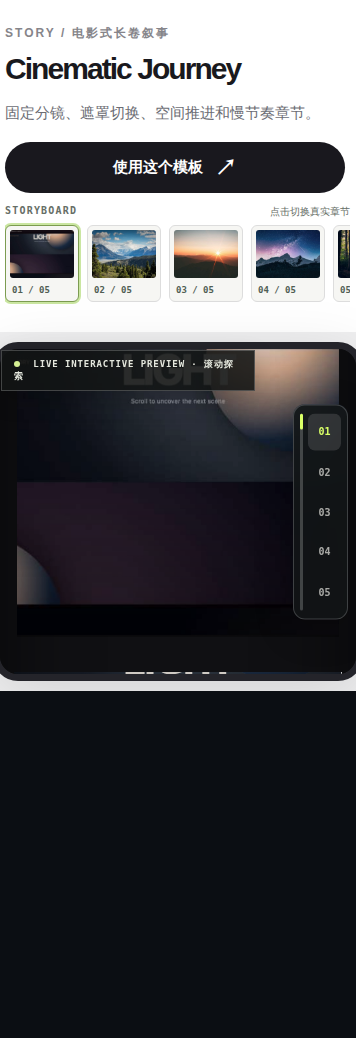 STORY / 电影式长卷叙事
Cinematic Journey
固定分镜、遮罩切换、空间推进和慢节奏章节。
使用这个模板 ↗
STORYBOARD
点击切换真实章节
LIGHT
01 / 05
02 / 05
03 / 05
04 / 05
05
LIVE INTERACTIVE PREVIEW · 滚动探
索
LIGHT
Scroll to uncover the next scene
01
02
03
04
05